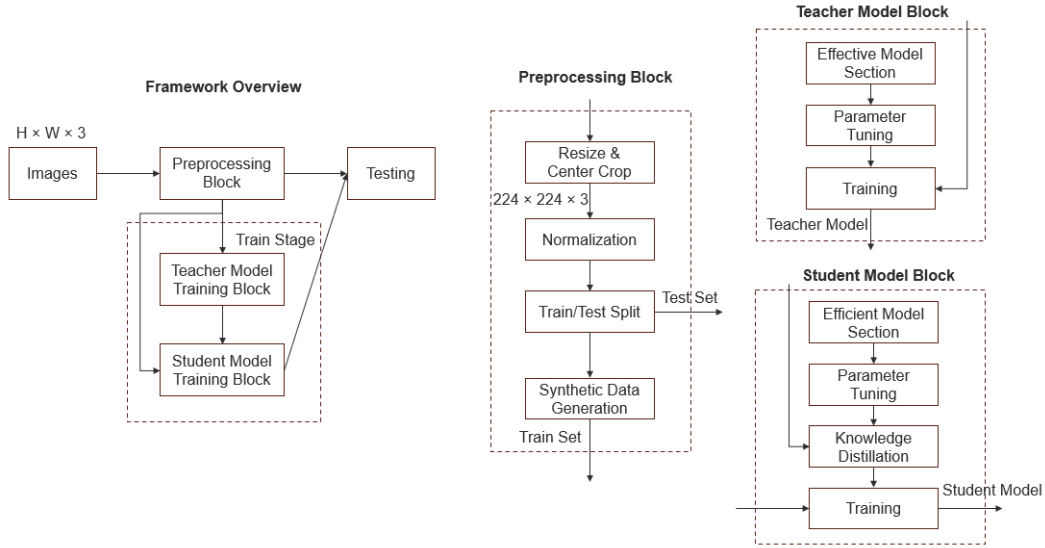 Framework Overview
H × W × 3
Images
Preprocessing
Block
Testing
Train Stage
Teacher Model
Training Block
Student Model
Training Block
Preprocessing Block
Resize &
Center Crop
224 × 224 × 3
Normalization
Train/Test Split
Test Set
Synthetic Data
Generation
Train Set
Teacher Model Block
Effective Model
Section
Parameter
Tuning
Training
Teacher Model
Student Model Block
Efficient Model
Section
Parameter
Tuning
Knowledge
Distillation
Training
Student Model